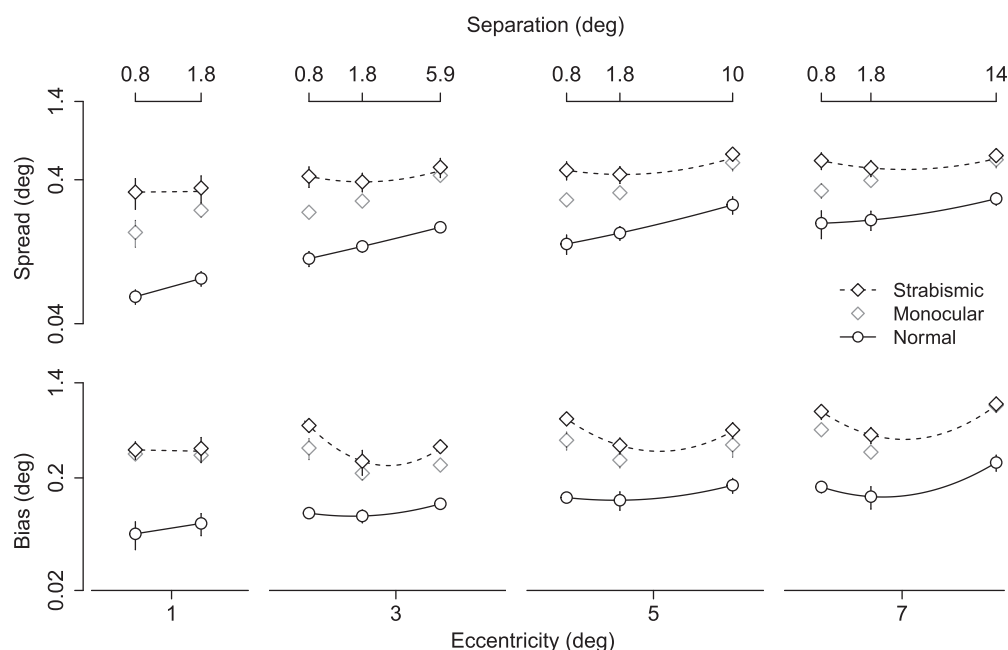 Separation (deg)
0.8 1.8 0.8 1.8 5.9 0.8 1.8 10 0.8 1.8 14
1.4
0.4
0.04
Spread (deg)
Strabismic
Monocular
Normal
1.4
0.2
0.02
Bias (deg)
1 3 5 7
Eccentricity (deg)